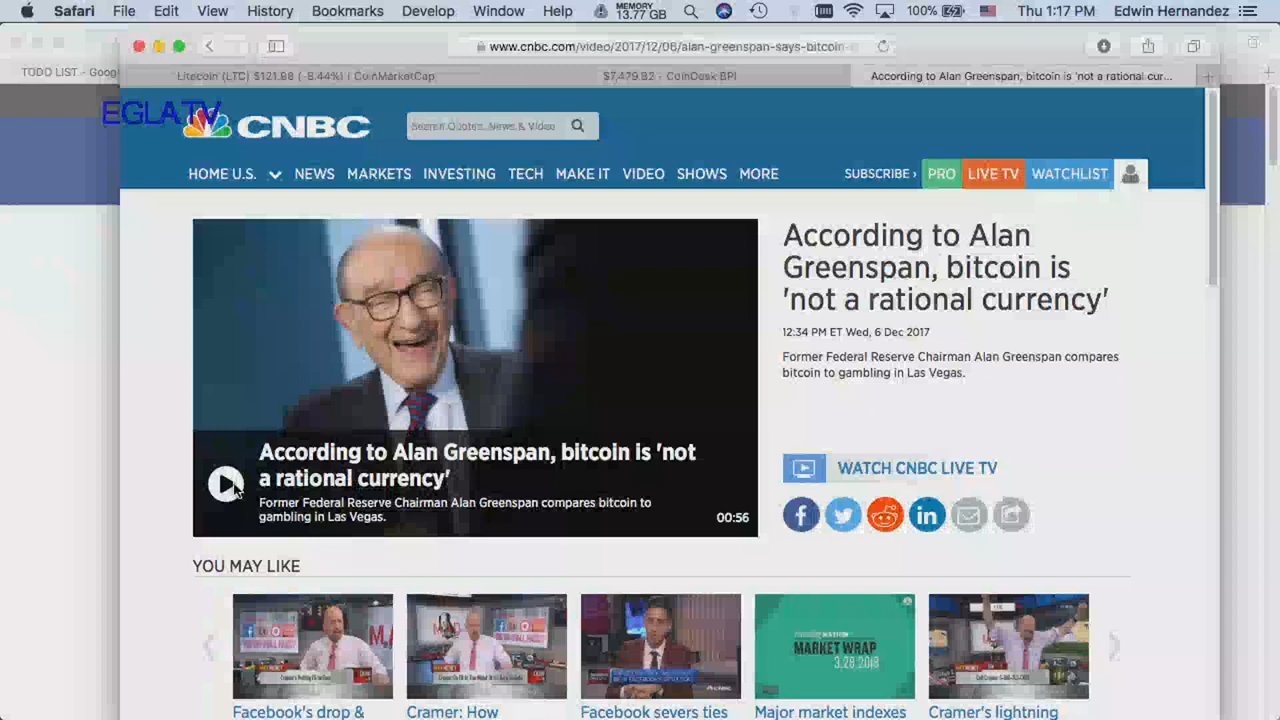 Safari File Edit View History Bookmarks Develop Window Help MEMORY 13.77 GB 100% Thu 1:17 PM Edwin Hernandez
www.cnbc.com/video/2017/12/06/alan-greenspan-says-bitcoin-
TODO LIST - Goog
Litecoin (LTC) $121.88 (-8.44%) | CoinMarketCap
$7,479.82 - CoinDesk BPI
According to Alan Greenspan, bitcoin is 'not a rational cur...
EGLATV
CNBC
Search Quotes, News & Video
HOME U.S. NEWS MARKETS INVESTING TECH MAKE IT VIDEO SHOWS MORE
SUBSCRIBE › PRO LIVE TV WATCHLIST
According to Alan Greenspan, bitcoin is 'not
a rational currency'
Former Federal Reserve Chairman Alan Greenspan compares bitcoin to
gambling in Las Vegas.
00:56
According to Alan
Greenspan, bitcoin is
'not a rational currency'
12:34 PM ET Wed, 6 Dec 2017
Former Federal Reserve Chairman Alan Greenspan compares
bitcoin to gambling in Las Vegas.
WATCH CNBC LIVE TV
YOU MAY LIKE
MARKET WRAP
3.28.2018
Facebook's drop &
Cramer: How
Facebook severs ties
Major market indexes
Cramer's lightning